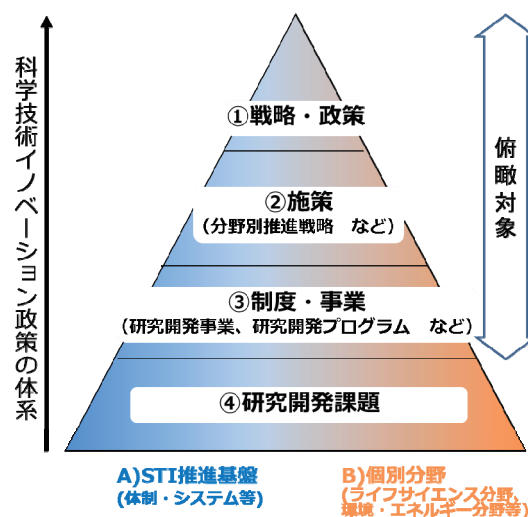 科学技術イノベーション政策の体系
①戦略・政策
②施策
(分野別推進戦略　など)
③制度・事業
(研究開発事業、研究開発プログラム　など)
④研究開発課題
俯瞰対象
A)STI推進基盤
(体制・システム等)
B)個別分野
(ライフサイエンス分野、
環境・エネルギー分野等)